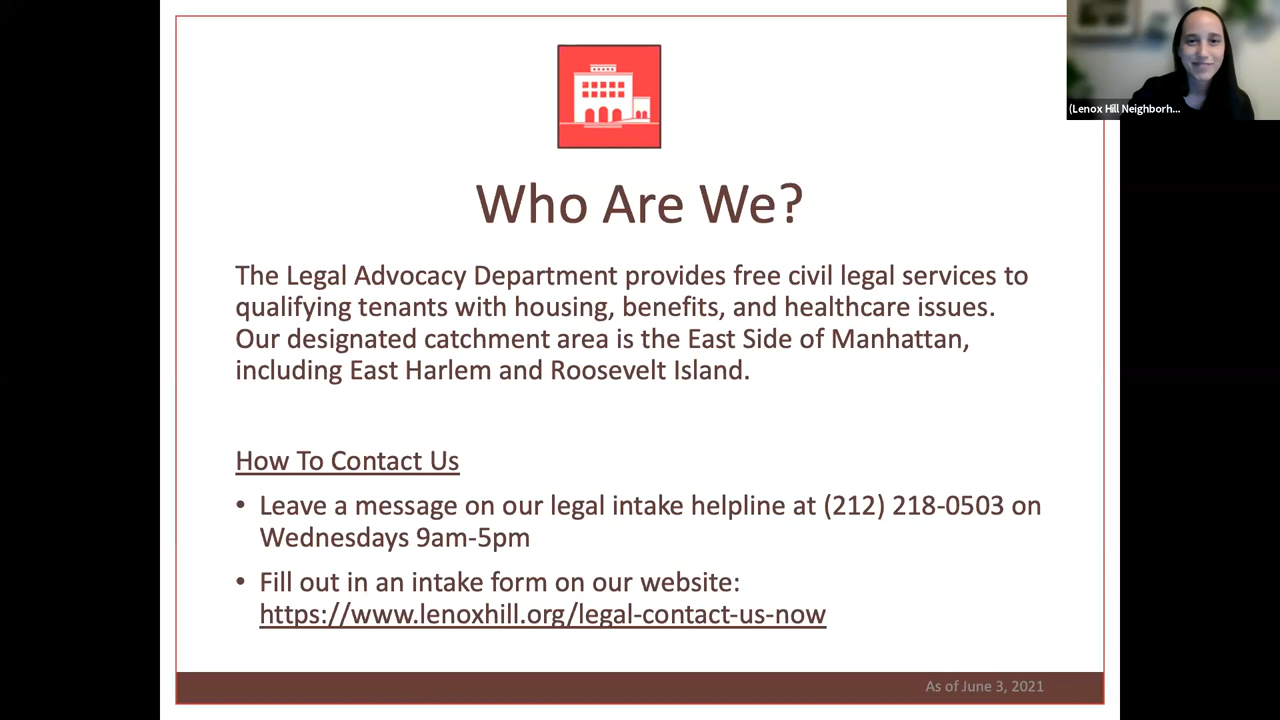 (Lenox Hill Neighborh...
Who Are We?
The Legal Advocacy Department provides free civil legal services to
qualifying tenants with housing, benefits, and healthcare issues.
Our designated catchment area is the East Side of Manhattan,
including East Harlem and Roosevelt Island.
How To Contact Us
• Leave a message on our legal intake helpline at (212) 218-0503 on
Wednesdays 9am-5pm
• Fill out in an intake form on our website:
https://www.lenoxhill.org/legal-contact-us-now
As of June 3, 2021